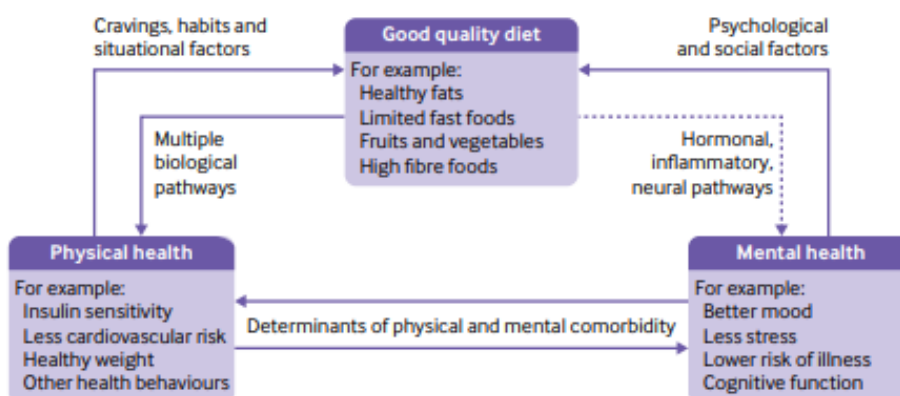 Cravings, habits and
situational factors
Good quality diet
For example:
Healthy fats
Limited fast foods
Fruits and vegetables
High fibre foods
Psychological
and social factors
Multiple
biological
pathways
Hormonal,
inflammatory,
neural pathways
Physical health
For example:
Insulin sensitivity
Less cardiovascular risk
Healthy weight
Other health behaviours
Determinants of physical and mental comorbidity
Mental health
For example:
Better mood
Less stress
Lower risk of illness
Cognitive function